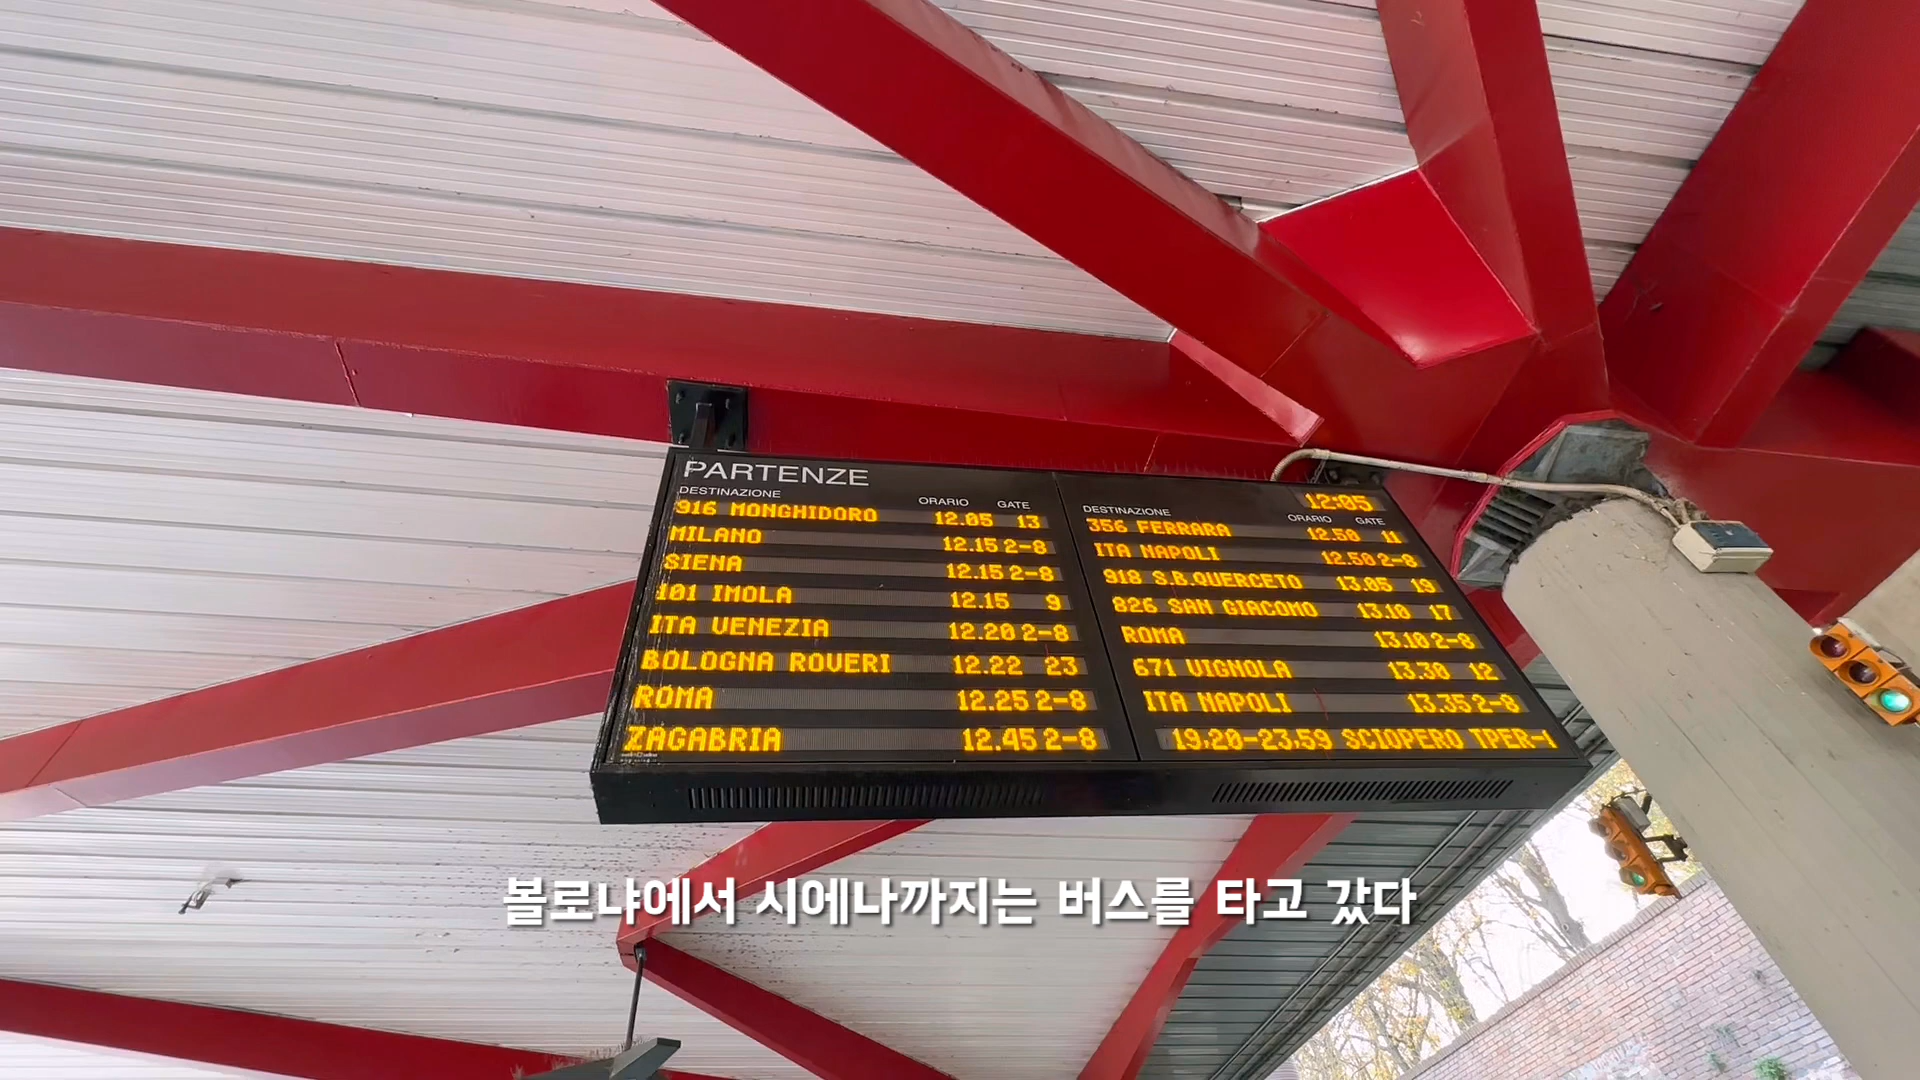 PARTENZE
DESTINAZIONE ORARIO GATE
916 MONGHIDORO 12.05 13
MILANO 12.15 2-8
SIENA 12.15 2-8
101 IMOLA 12.15 9
ITA VENEZIA 12.20 2-8
BOLOGNA ROVERI 12.22 23
ROMA 12.25 2-8
ZAGABRIA 12.45 2-8
12:05
DESTINAZIONE ORARIO GATE
356 FERRARA 12.50 11
ITA NAPOLI 12.50 2-8
918 S.B.QUERCETO 13.05 19
826 SAN GIACOMO 13.10 17
ROMA 13.10 2-8
671 VIGNOLA 13.30 12
ITA NAPOLI 13.35 2-8
19,20-23,59 SCIOPERO TPER-
볼로냐에서 시에나까지는 버스를 타고 갔다